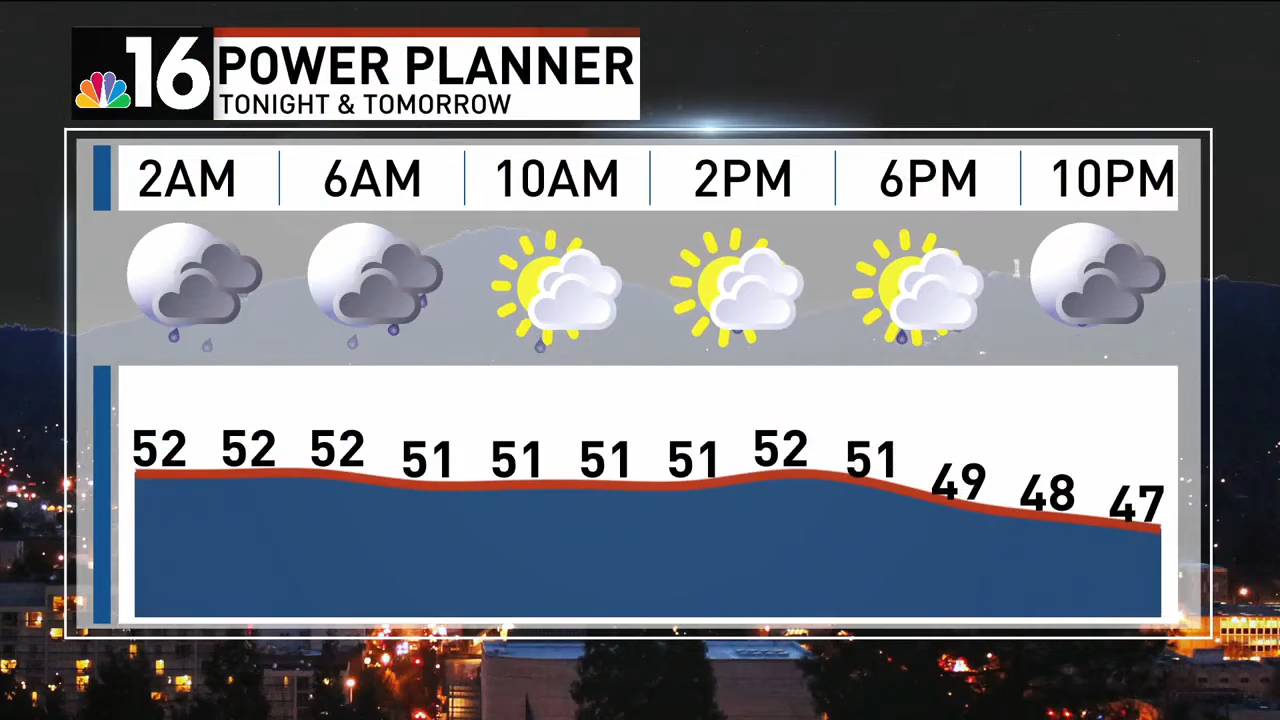 16
POWER PLANNER
TONIGHT & TOMORROW
2AM 6AM 10AM 2PM 6PM 10PM
52 52 52 51 51 51 51 52 51 49 48 47